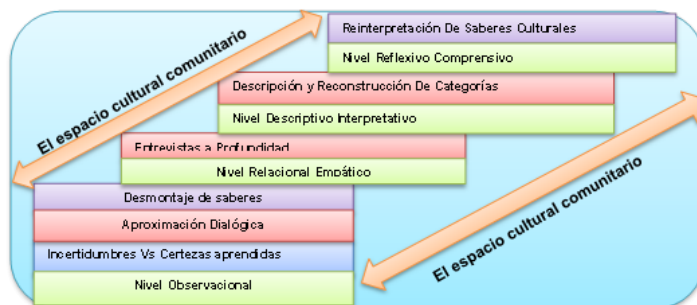 Reinterpretación De Saberes Culturales
Nivel Reflexivo Comprensivo
El espacio cultural comunitario
Descripción y Reconstrucción De Categorías
Nivel Descriptivo Interpretativo
Entrevistas a Profundidad
Nivel Relacional Empático
Desmontaje de saberes
Aproximación Dialógica
Incertidumbres Vs Certezas aprendidas
Nivel Observacional
El espacio cultural comunitario